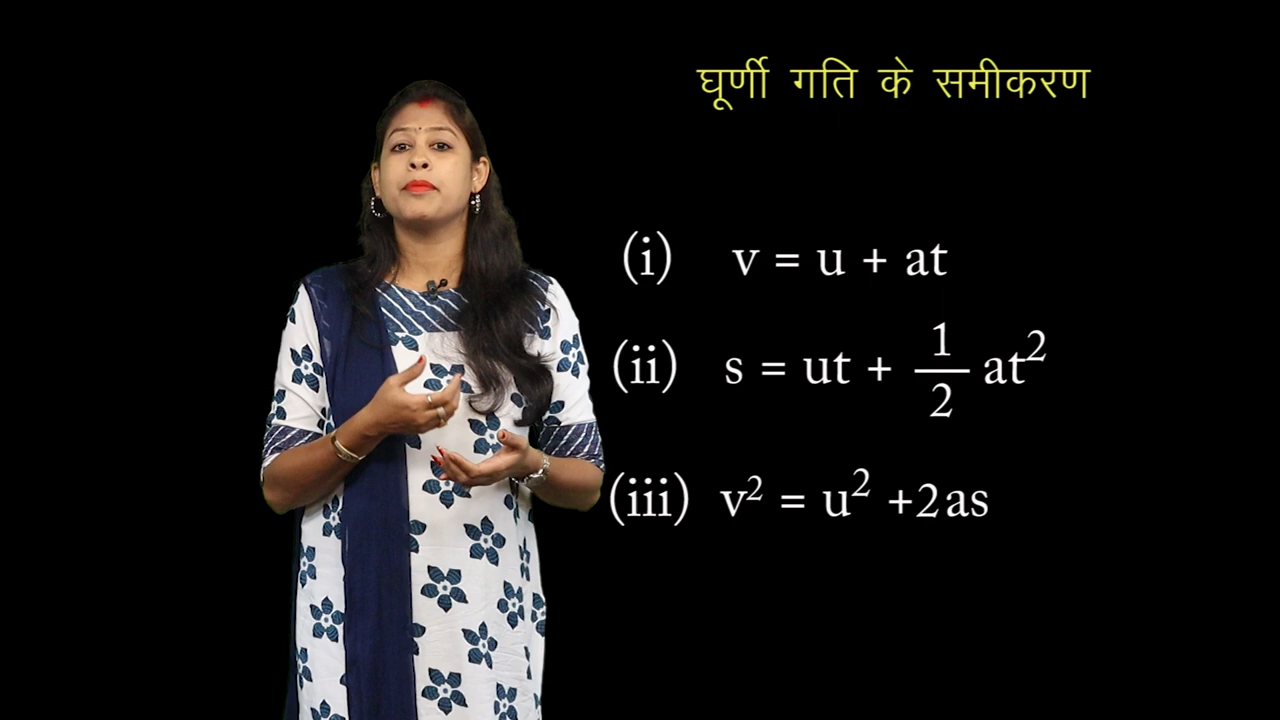 घूर्णी गति के समीकरण
(i) v = u + at
(ii) s = ut + 1/2 at²
(iii) v² = u² +2as